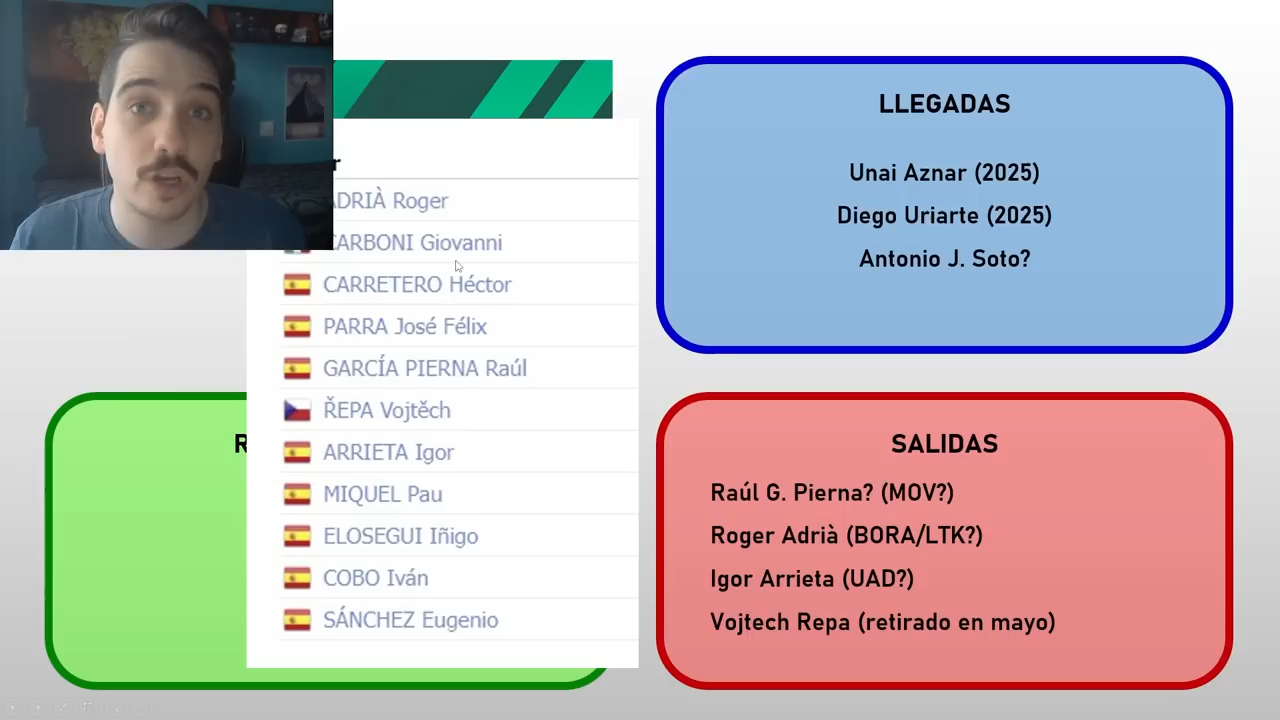 r
ADRIÀ Roger
CARBONI Giovanni
CARRETERO Héctor
PARRA José Félix
GARCÍA PIERNA Raúl
ŘEPA Vojtěch
ARRIETA Igor
MIQUEL Pau
ELOSEGUI Iñigo
COBO Iván
SÁNCHEZ Eugenio
R
LLEGADAS
Unai Aznar (2025)
Diego Uriarte (2025)
Antonio J. Soto?
SALIDAS
Raúl G. Pierna? (MOV?)
Roger Adrià (BORA/LTK?)
Igor Arrieta (UAD?)
Vojtech Repa (retirado en mayo)